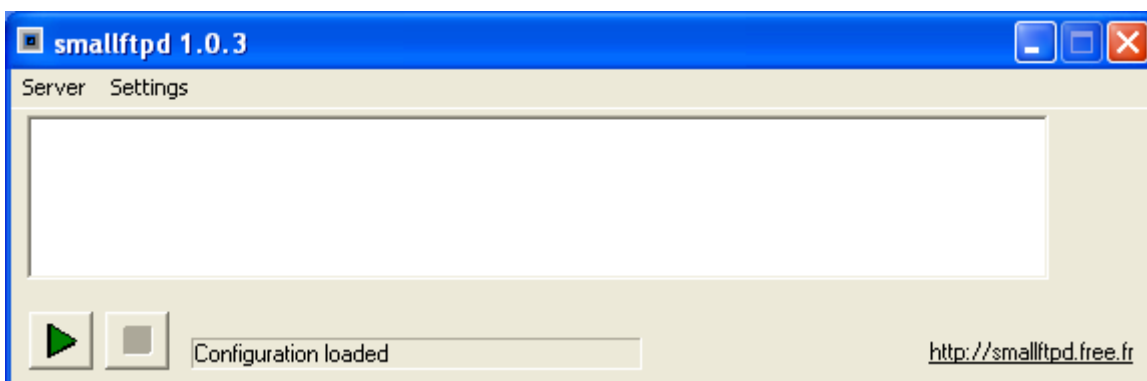 smallftpd 1.0.3
Server Settings
Configuration loaded
http://smallftpd.free.fr